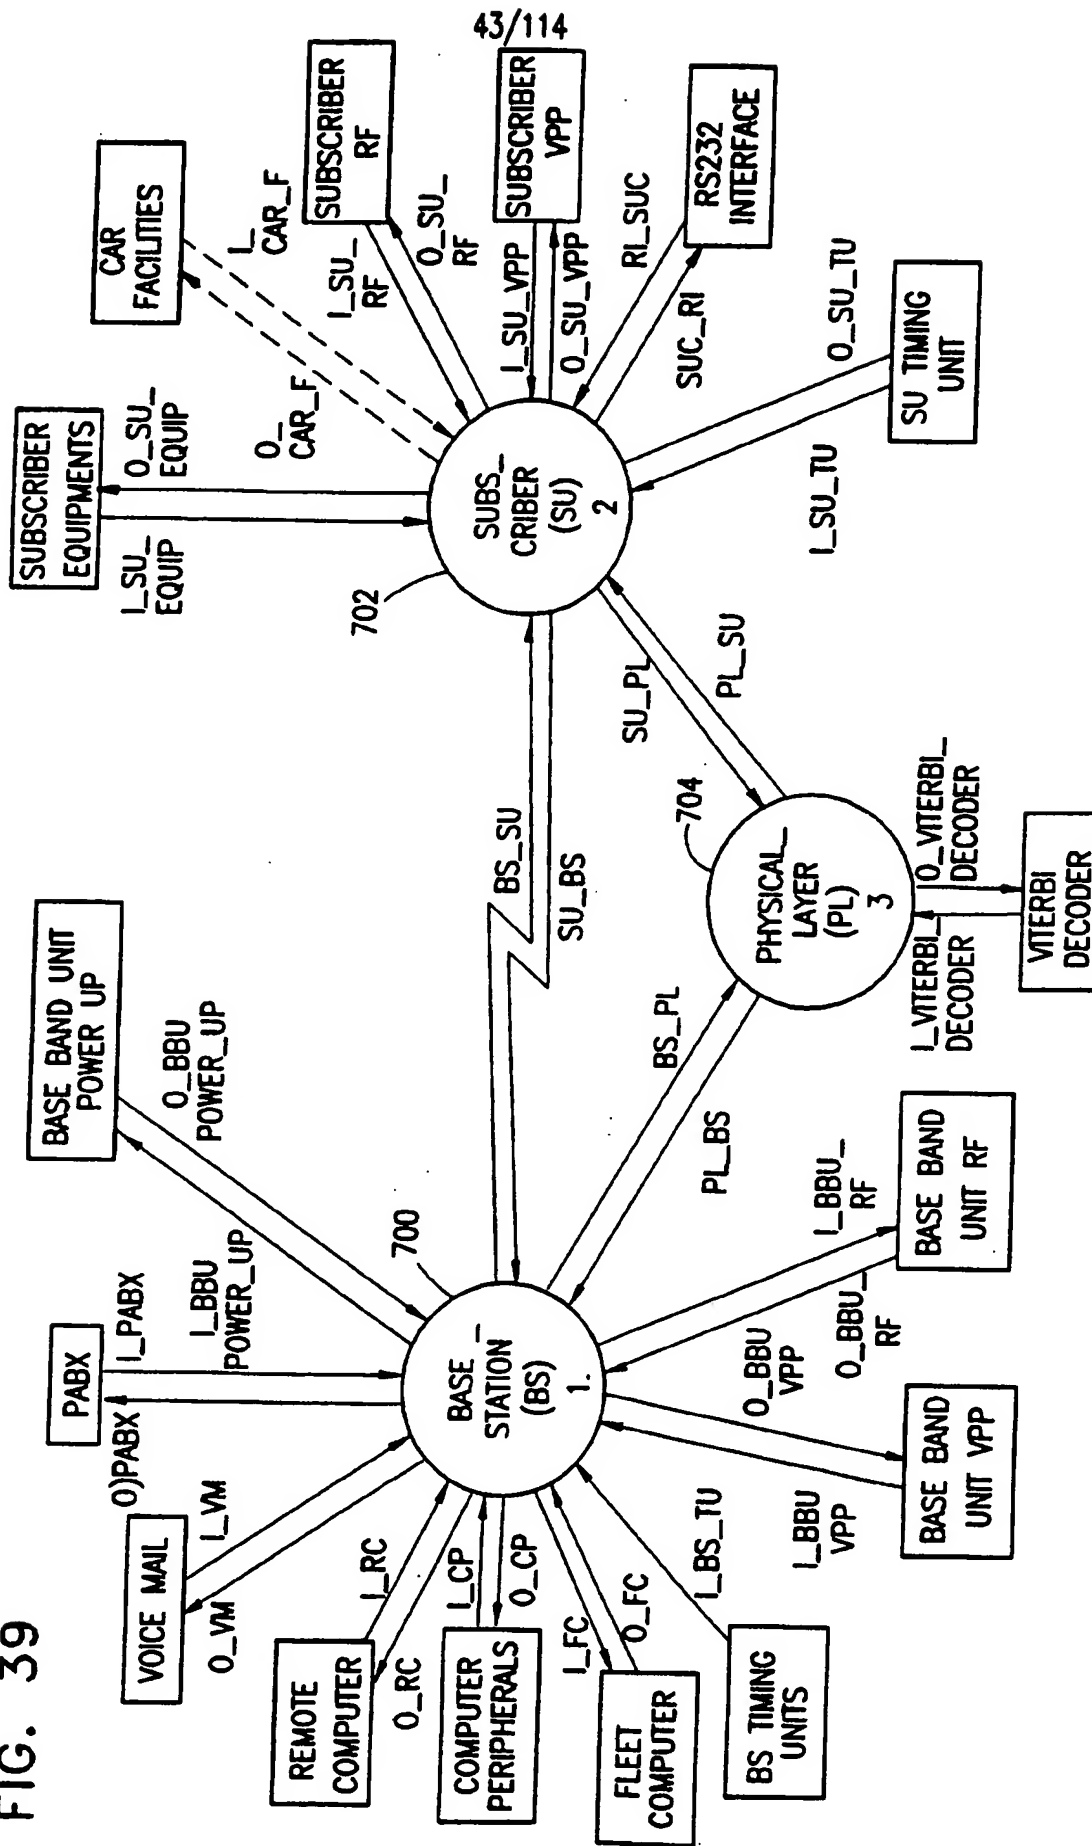 43/114
FIG. 39
SUBSCRIBER
EQUIPMENTS
I_SU_
EQUIP
O_SU_
EQUIP
CAR
FACILITIES
O_
CAR_F
I_
CAR_F
SUBSCRIBER
RF
I_SU_
RF
O_SU_
RF
SUBSCRIBER
VPP
I_SU_VPP
O_SU_VPP
RS232
INTERFACE
RI_SUC
SUC_RI
SU TIMING
UNIT
O_SU_TU
I_SU_TU
SUBS_
CRIBER
(SU)
2
702
BS_SU
SU_BS
SU_PL
PL_SU
704
PHYSICAL_
LAYER
(PL)
3
I_VITERBI_
DECODER
O_VITERBI_
DECODER
VITERBI
DECODER
BS_PL
PL_BS
BASE BAND UNIT
POWER UP
O_BBU
POWER_UP
I_BBU
POWER_UP
700
BASE_
STATION
(BS)
1.
PABX
I_PABX
O)PABX
VOICE MAIL
I_VM
O_VM
REMOTE
COMPUTER
I_RC
O_RC
COMPUTER
PERIPHERALS
I_CP
O_CP
FLEET
COMPUTER
I_FC
O_FC
BS TIMING
UNITS
I_BS_TU
BASE BAND
UNIT VPP
I_BBU
VPP
O_BBU
VPP
BASE BAND
UNIT RF
I_BBU_
RF
O_BBU_
RF